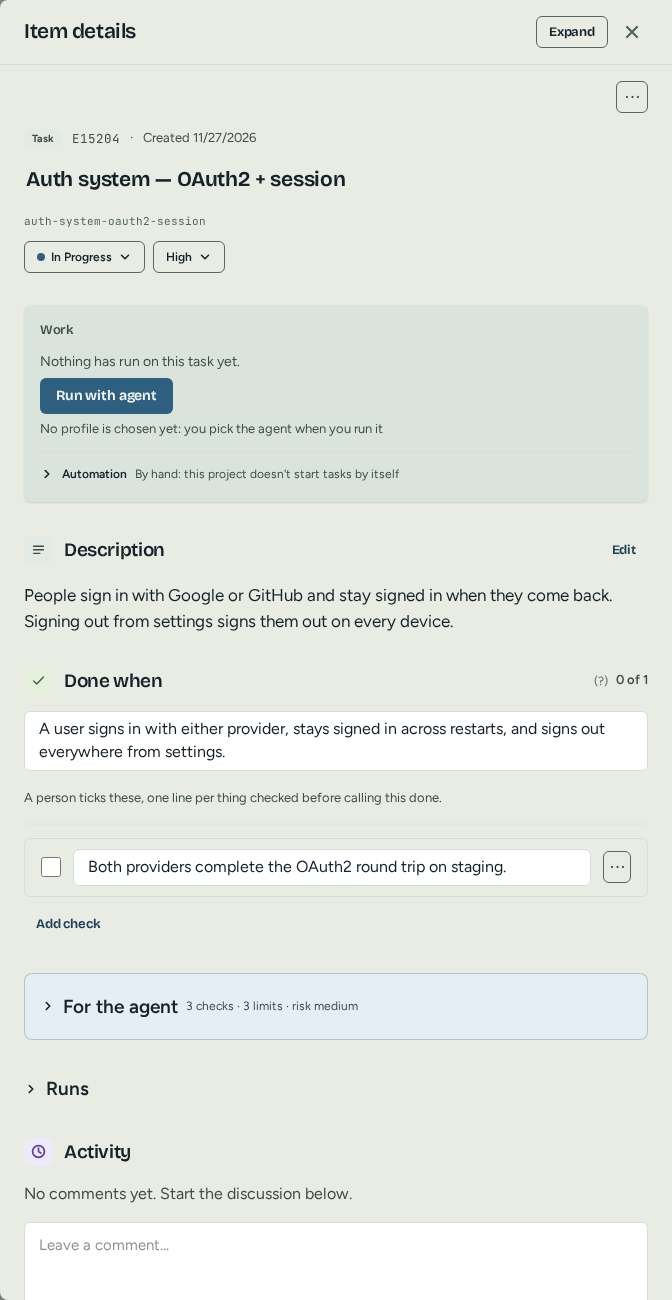 Item details
Expand
Task E15204 · Created 11/27/2026
Auth system — OAuth2 + session
auth-system-oauth2-session
In Progress
High
Work
Nothing has run on this task yet.
Run with agent
No profile is chosen yet: you pick the agent when you run it
Automation By hand: this project doesn't start tasks by itself
Description
Edit
People sign in with Google or GitHub and stay signed in when they come back.
Signing out from settings signs them out on every device.
Done when
(?) 0 of 1
A user signs in with either provider, stays signed in across restarts, and signs out
everywhere from settings.
A person ticks these, one line per thing checked before calling this done.
Both providers complete the OAuth2 round trip on staging.
Add check
For the agent 3 checks · 3 limits · risk medium
Runs
Activity
No comments yet. Start the discussion below.
Leave a comment...